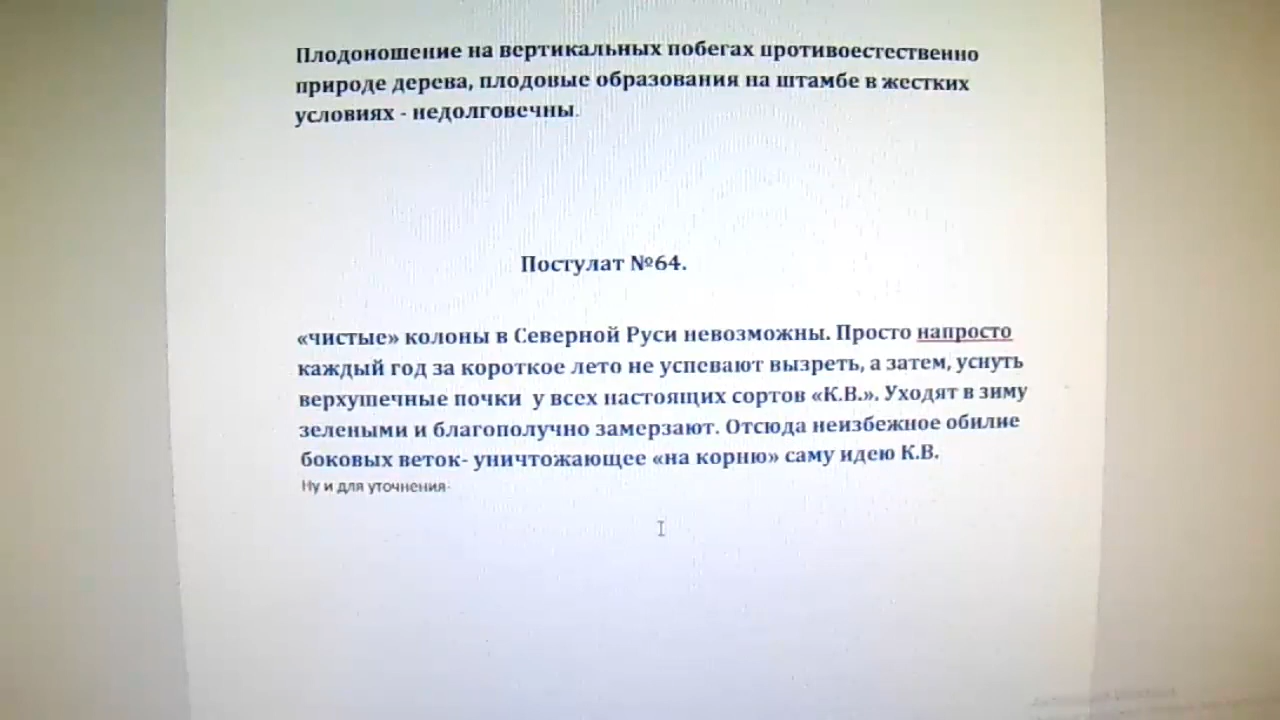 Плодоношение на вертикальных побегах противоестественно
природе дерева, плодовые образования на штамбе в жестких
условиях - недолговечны.
Постулат №64.
«чистые» колоны в Северной Руси невозможны. Просто напросто
каждый год за короткое лето не успевают вызреть, а затем, уснуть
верхушечные почки у всех настоящих сортов «К.В.». Уходят в зиму
зелеными и благополучно замерзают. Отсюда неизбежное обилие
боковых веток- уничтожающее «на корню» саму идею К.В.
Ну и для уточнения-